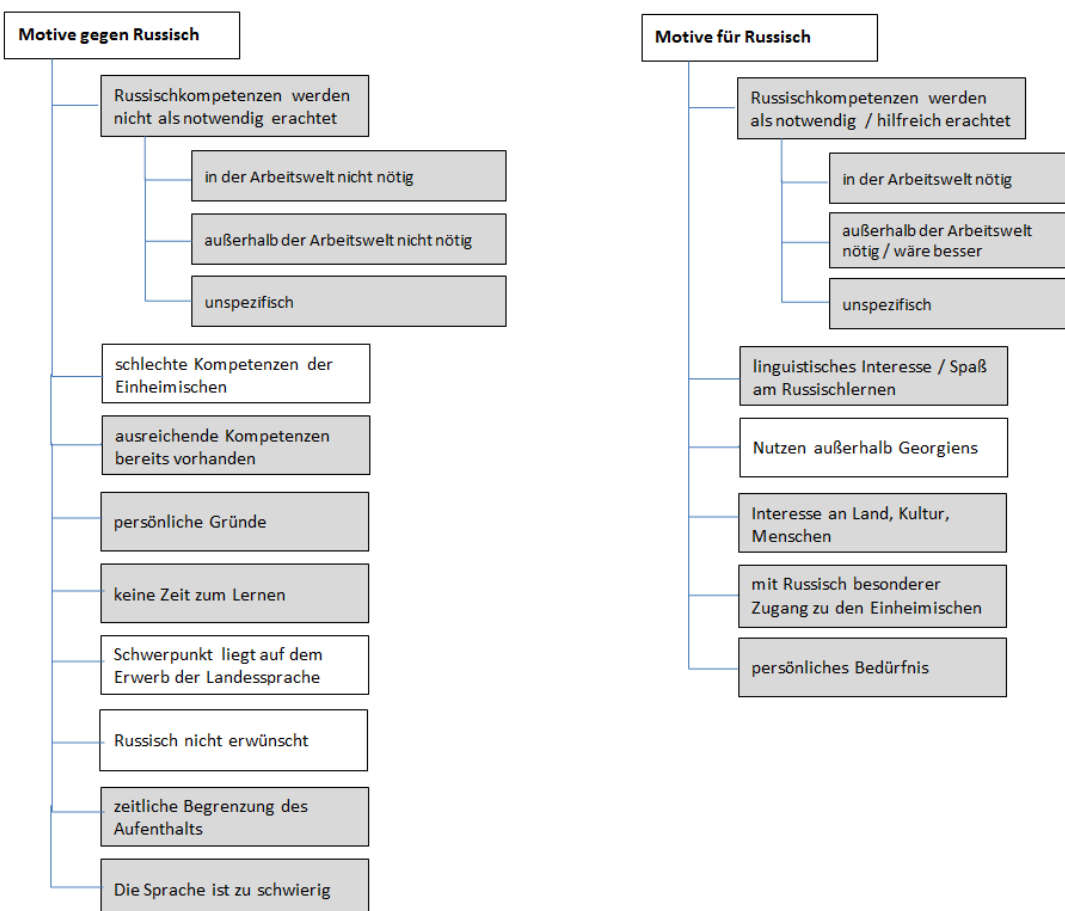 Motive gegen Russisch
Russischkompetenzen werden
nicht als notwendig erachtet
in der Arbeitswelt nicht nötig
außerhalb der Arbeitswelt nicht nötig
unspezifisch
schlechte Kompetenzen der
Einheimischen
ausreichende Kompetenzen
bereits vorhanden
persönliche Gründe
keine Zeit zum Lernen
Schwerpunkt liegt auf dem
Erwerb der Landessprache
Russisch nicht erwünscht
zeitliche Begrenzung des
Aufenthalts
Die Sprache ist zu schwierig
Motive für Russisch
Russischkompetenzen werden
als notwendig / hilfreich erachtet
in der Arbeitswelt nötig
außerhalb der Arbeitswelt
nötig / wäre besser
unspezifisch
linguistisches Interesse / Spaß
am Russischlernen
Nutzen außerhalb Georgiens
Interesse an Land, Kultur,
Menschen
mit Russisch besonderer
Zugang zu den Einheimischen
persönliches Bedürfnis